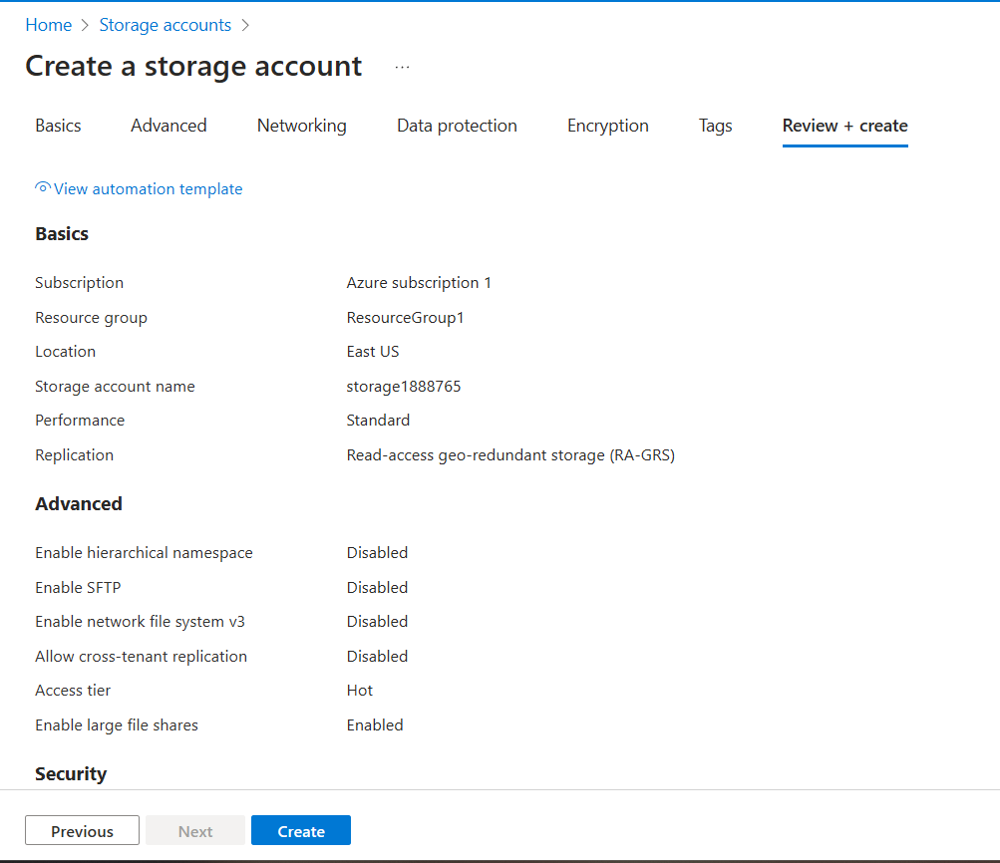 Home > Storage accounts >
Create a storage account ...
Basics Advanced Networking Data protection Encryption Tags Review + create
View automation template
Basics
Subscription Azure subscription 1
Resource group ResourceGroup1
Location East US
Storage account name storage1888765
Performance Standard
Replication Read-access geo-redundant storage (RA-GRS)
Advanced
Enable hierarchical namespace Disabled
Enable SFTP Disabled
Enable network file system v3 Disabled
Allow cross-tenant replication Disabled
Access tier Hot
Enable large file shares Enabled
Security
Previous Next Create